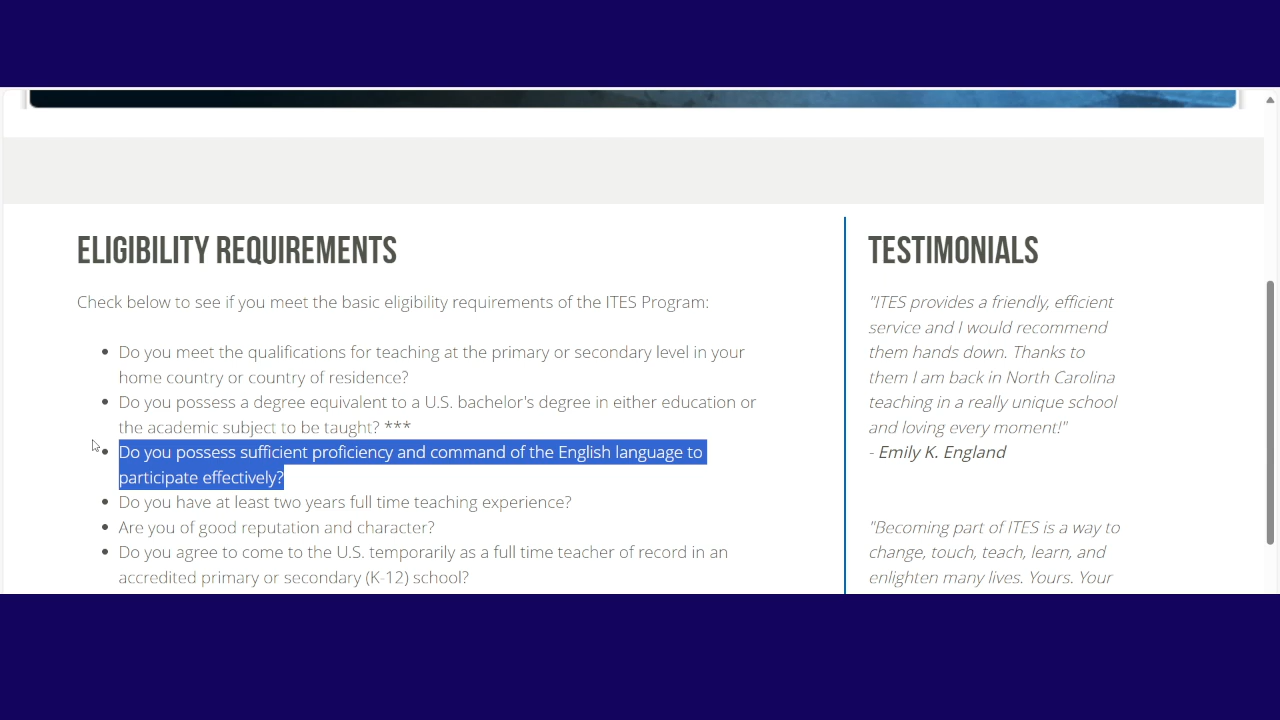 ELIGIBILITY REQUIREMENTS
Check below to see if you meet the basic eligibility requirements of the ITES Program:
Do you meet the qualifications for teaching at the primary or secondary level in your
home country or country of residence?
Do you possess a degree equivalent to a U.S. bachelor's degree in either education or
the academic subject to be taught? ***
Do you possess sufficient proficiency and command of the English language to
participate effectively?
Do you have at least two years full time teaching experience?
Are you of good reputation and character?
Do you agree to come to the U.S. temporarily as a full time teacher of record in an
accredited primary or secondary (K-12) school?
TESTIMONIALS
"ITES provides a friendly, efficient
service and I would recommend
them hands down. Thanks to
them I am back in North Carolina
teaching in a really unique school
and loving every moment!"
- Emily K. England
"Becoming part of ITES is a way to
change, touch, teach, learn, and
enlighten many lives. Yours. Your